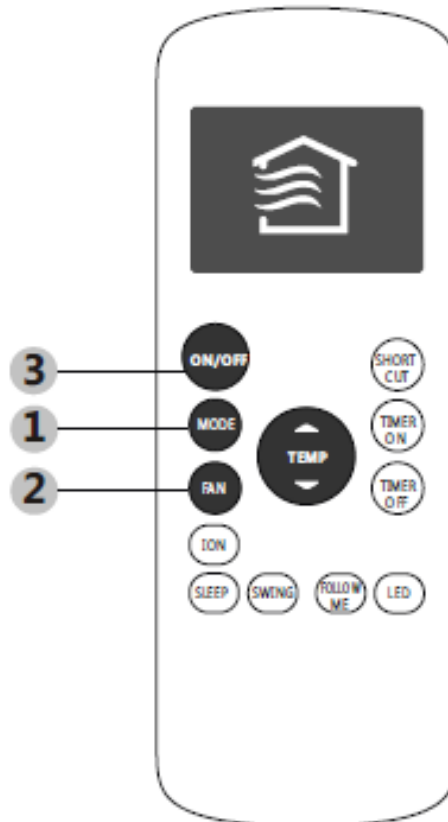 3
ON/OFF
SHORT
CUT
1
MODE
TEMP
TIMER
ON
2
FAN
TIMER
OFF
ION
SLEEP
SWING
FOLLOW
ME
LED